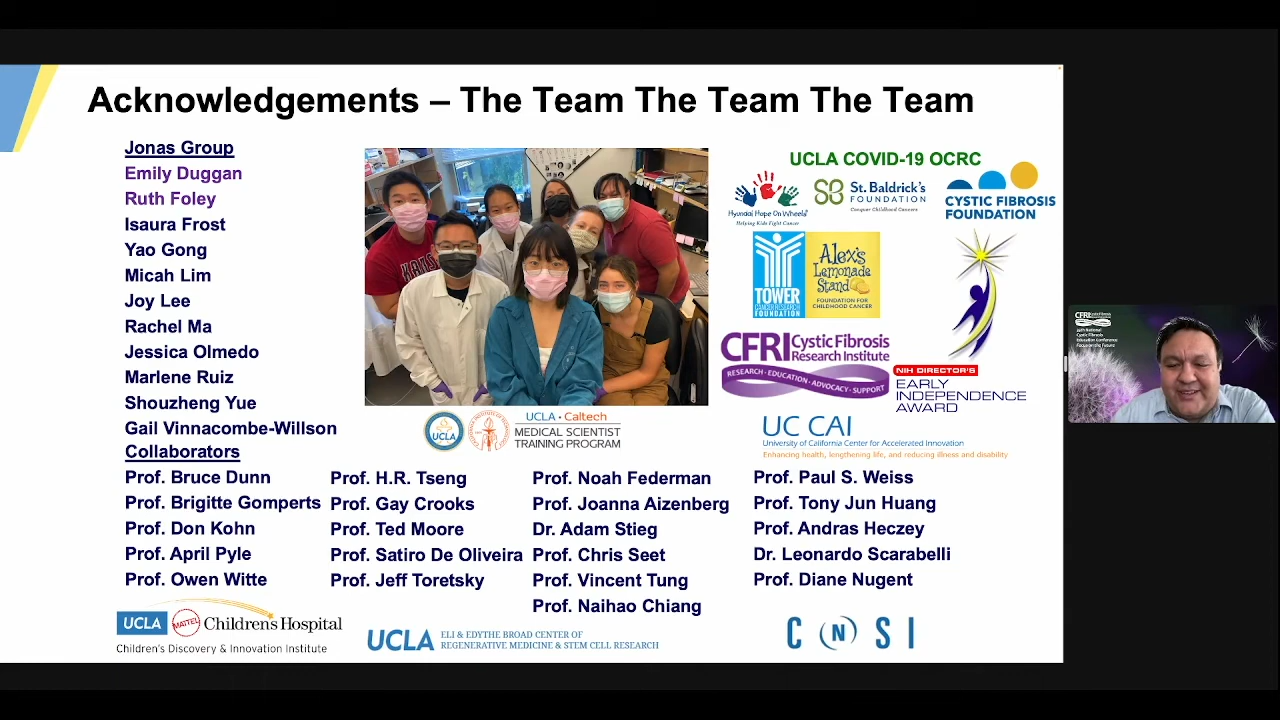 Acknowledgements – The Team The Team The Team
Jonas Group
Emily Duggan
Ruth Foley
Isaura Frost
Yao Gong
Micah Lim
Joy Lee
Rachel Ma
Jessica Olmedo
Marlene Ruiz
Shouzheng Yue
Gail Vinnacombe-Willson
UCLA COVID-19 OCRC
Hyundai Hope On Wheels
Helping Kids Fight Cancer
St. Baldrick's
FOUNDATION
Conquer Childhood Cancers
CYSTIC FIBROSIS
FOUNDATION
TOWER
CANCER RESEARCH
FOUNDATION
Alex's
Lemonade
Stand
FOUNDATION FOR
CHILDHOOD CANCER
CFRI Cystic Fibrosis
Research Institute
RESEARCH • EDUCATION • ADVOCACY • SUPPORT
NIH DIRECTOR'S
EARLY
INDEPENDENCE
AWARD
UCLA
UCLA • Caltech
MEDICAL SCIENTIST
TRAINING PROGRAM
UC CAI
University of California Center for Accelerated Innovation
Enhancing health, lengthening life, and reducing illness and disability
Collaborators
Prof. Bruce Dunn
Prof. Brigitte Gomperts
Prof. Don Kohn
Prof. April Pyle
Prof. Owen Witte
Prof. H.R. Tseng
Prof. Gay Crooks
Prof. Ted Moore
Prof. Satiro De Oliveira
Prof. Jeff Toretsky
Prof. Noah Federman
Prof. Joanna Aizenberg
Dr. Adam Stieg
Prof. Chris Seet
Prof. Vincent Tung
Prof. Naihao Chiang
Prof. Paul S. Weiss
Prof. Tony Jun Huang
Prof. Andras Heczey
Dr. Leonardo Scarabelli
Prof. Diane Nugent
UCLA MATTEL Children's Hospital
Children's Discovery & Innovation Institute
UCLA ELI & EDYTHE BROAD CENTER OF
REGENERATIVE MEDICINE & STEM CELL RESEARCH
C N S I
CFRI